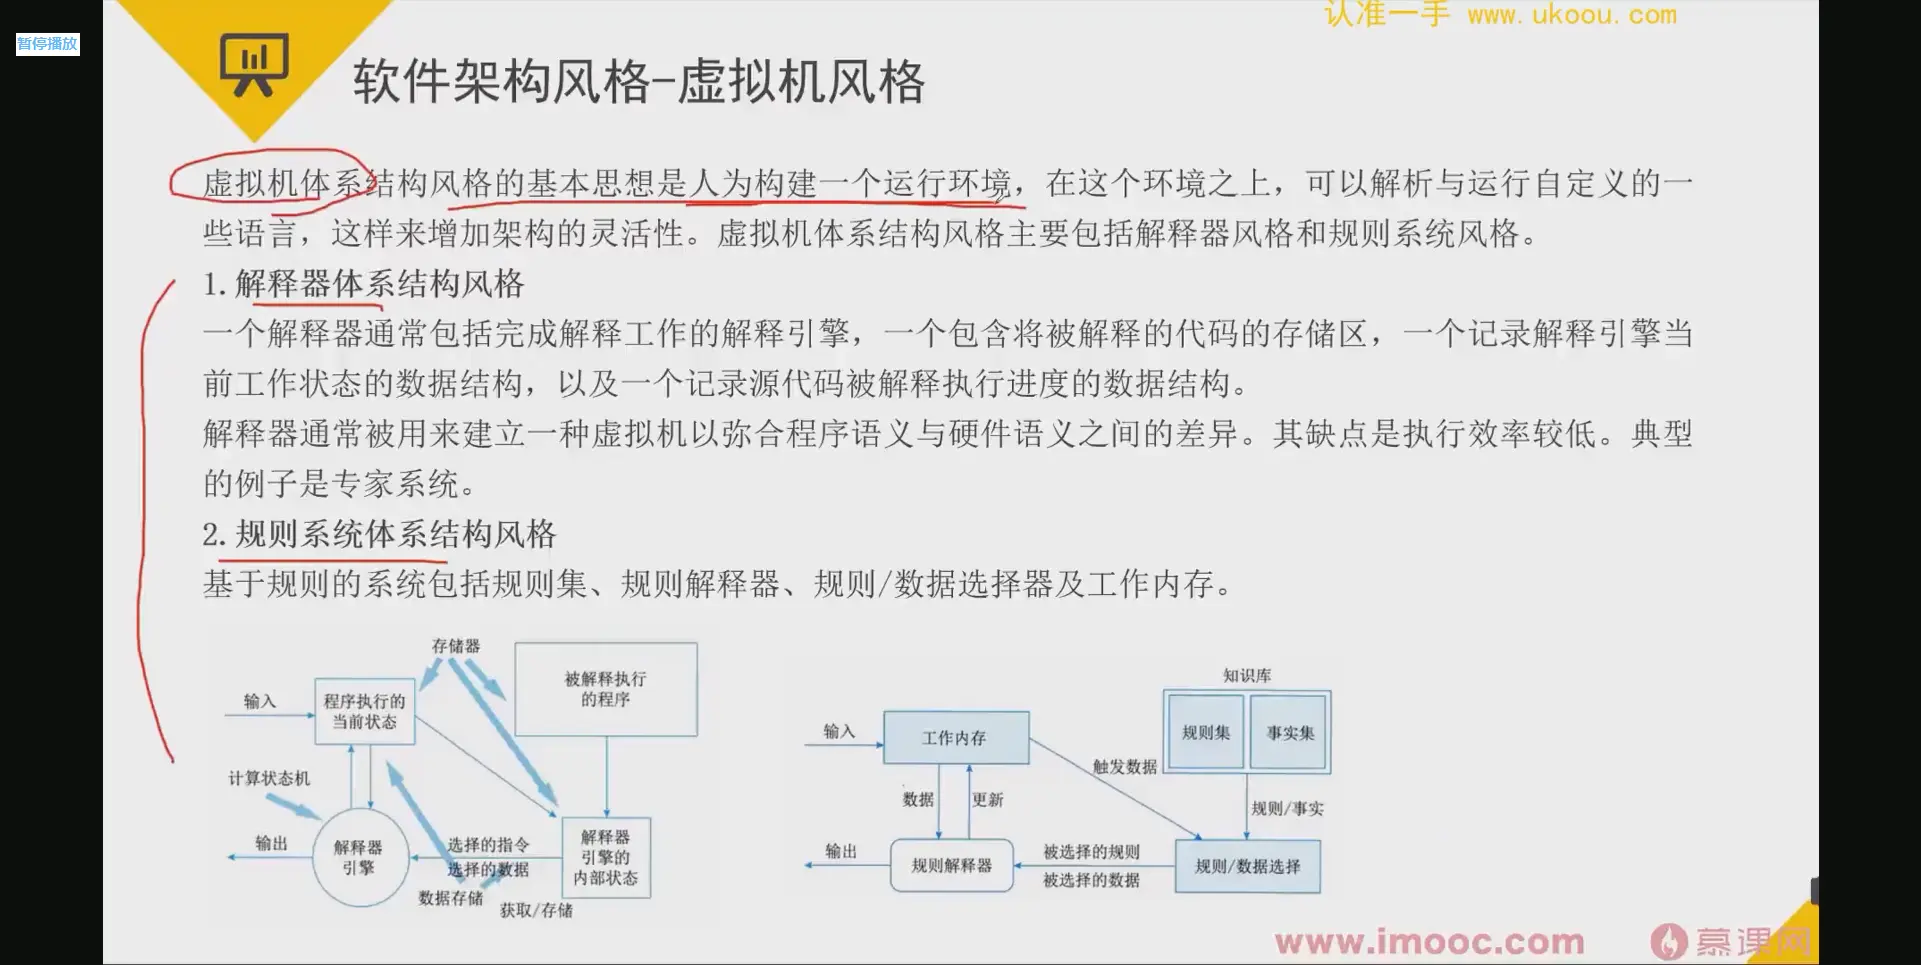 认准一手 www.ukoou.com
暂停播放
软件架构风格-虚拟机风格
虚拟机体系结构风格的基本思想是人为构建一个运行环境，在这个环境之上，可以解析与运行自定义的一
些语言，这样来增加架构的灵活性。虚拟机体系结构风格主要包括解释器风格和规则系统风格。
1.解释器体系结构风格
一个解释器通常包括完成解释工作的解释引擎，一个包含将被解释的代码的存储区，一个记录解释引擎当
前工作状态的数据结构，以及一个记录源代码被解释执行进度的数据结构。
解释器通常被用来建立一种虚拟机以弥合程序语义与硬件语义之间的差异。其缺点是执行效率较低。典型
的例子是专家系统。
2.规则系统体系结构风格
基于规则的系统包括规则集、规则解释器、规则/数据选择器及工作内存。
存储器
输入
程序执行的
当前状态
被解释执行
的程序
计算状态机
输出
解释器
引擎
选择的指令
选择的数据
解释器
引擎的
内部状态
数据存储
获取/存储
知识库
规则集
事实集
输入
工作内存
触发数据
数据
更新
规则/事实
输出
规则解释器
被选择的规则
被选择的数据
规则/数据选择
www.imooc.com
慕课网